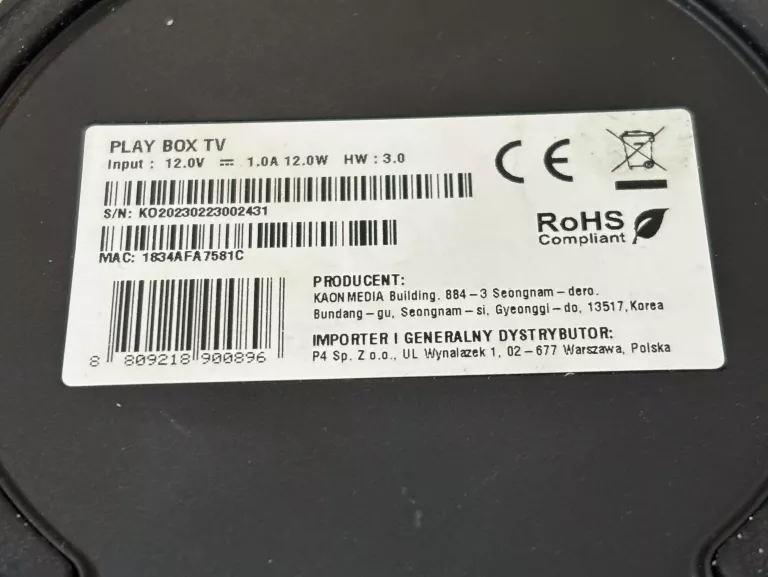 PLAY BOX TV
Input : 12.0V ⎓ 1.0A 12.0W HW : 3.0
S/N: KO20230223002431
MAC: 1834AFA7581C
CE
RoHS
Compliant
8 809218 900896
PRODUCENT:
KAONMEDIA Building. 884-3 Seongnam-dero.
Bundang-gu, Seongnam-si, Gyeonggi-do, 13517, Korea
IMPORTER I GENERALNY DYSTRYBUTOR:
P4 Sp. Z o.o., UL Wynalazek 1, 02-677 Warszawa, Polska